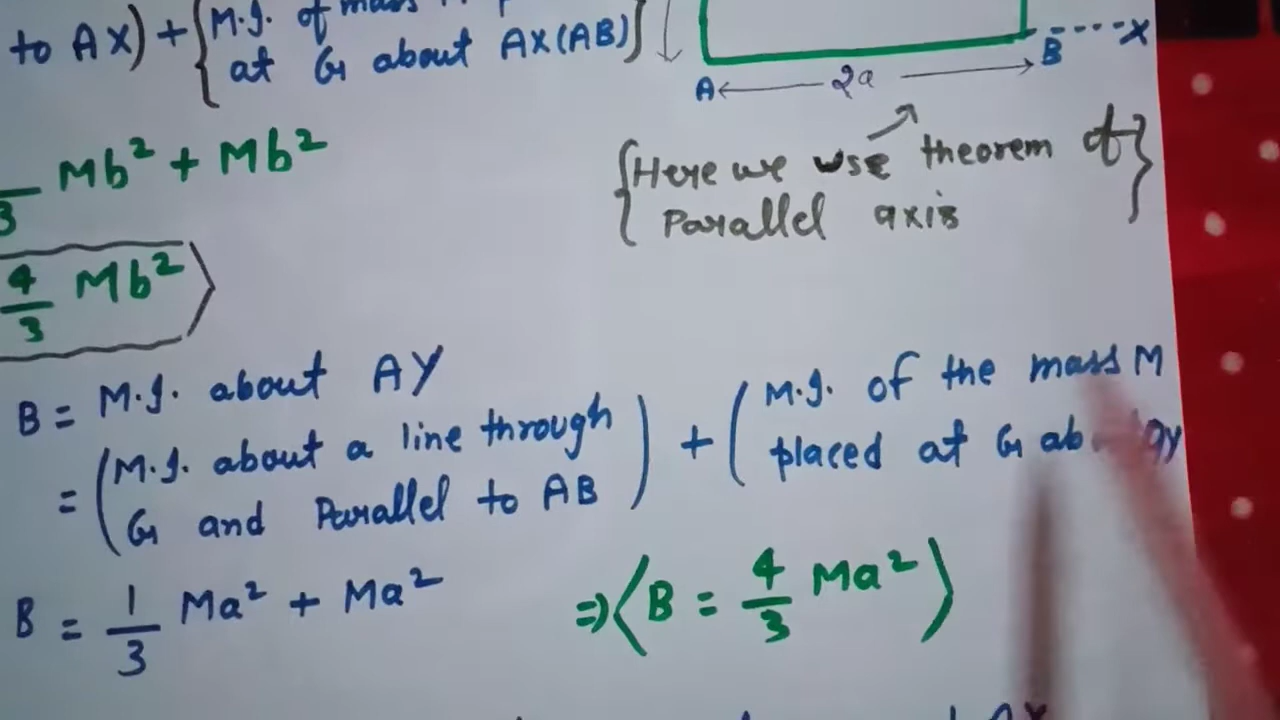 to AX) + {M.I. of mass
at G about AX(AB)}
B ----X
A ← 2a →
Mb² + Mb²
3
{Here we use theorem of
Parallel axis}
4/3 Mb²
B = M.I. about AY
= (M.I. about a line through
G and Parallel to AB) + (M.I. of the mass M
placed at G
B = 1/3 Ma² + Ma² ⇒ ⟨B = 4/3 Ma²⟩